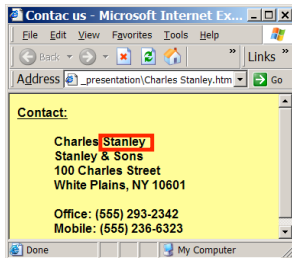 Contac us - Microsoft Internet Ex...
File Edit View Favorites Tools Help
Back » Links »
Address _presentation\Charles Stanley.htm Go
Contact:
Charles Stanley
Stanley & Sons
100 Charles Street
White Plains, NY 10601
Office: (555) 293-2342
Mobile: (555) 236-6323
Done My Computer